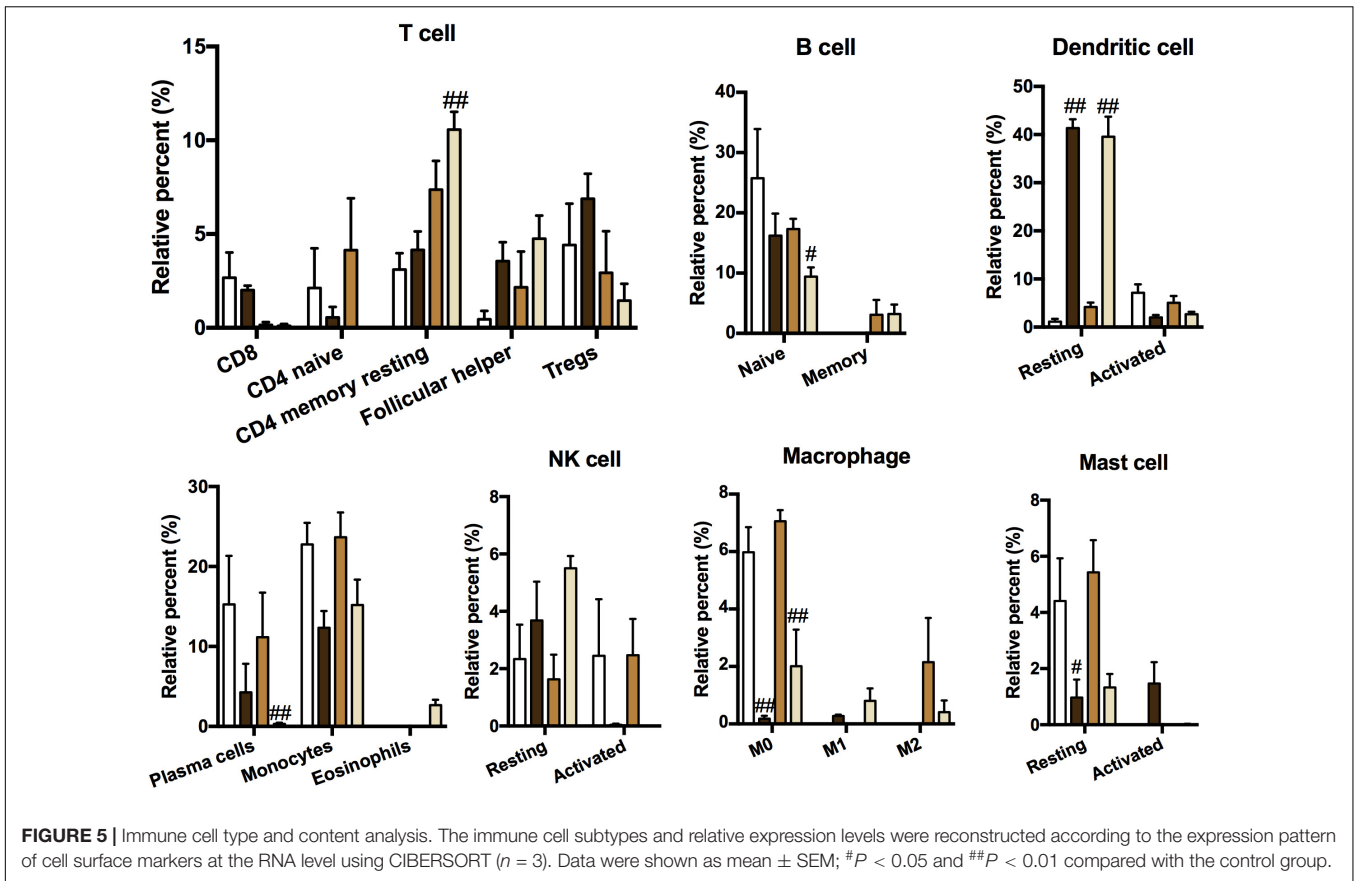 T cell
Relative percent (%)
15
10
5
0
##
CD8
CD4 naive
CD4 memory resting
Follicular helper
Tregs
B cell
Relative percent (%)
40
30
20
10
0
#
Naive
Memory
Dendritic cell
Relative percent (%)
50
40
30
20
10
0
##
##
Resting
Activated
Relative percent (%)
30
20
10
0
##
Plasma cells
Monocytes
Eosinophils
NK cell
Relative percent (%)
8
6
4
2
0
Resting
Activated
Macrophage
Relative percent (%)
8
6
4
2
0
##
##
M0
M1
M2
Mast cell
Relative percent (%)
8
6
4
2
0
#
Resting
Activated
FIGURE 5 | Immune cell type and content analysis. The immune cell subtypes and relative expression levels were reconstructed according to the expression pattern
of cell surface markers at the RNA level using CIBERSORT (n = 3). Data were shown as mean ± SEM; #P < 0.05 and ##P < 0.01 compared with the control group.